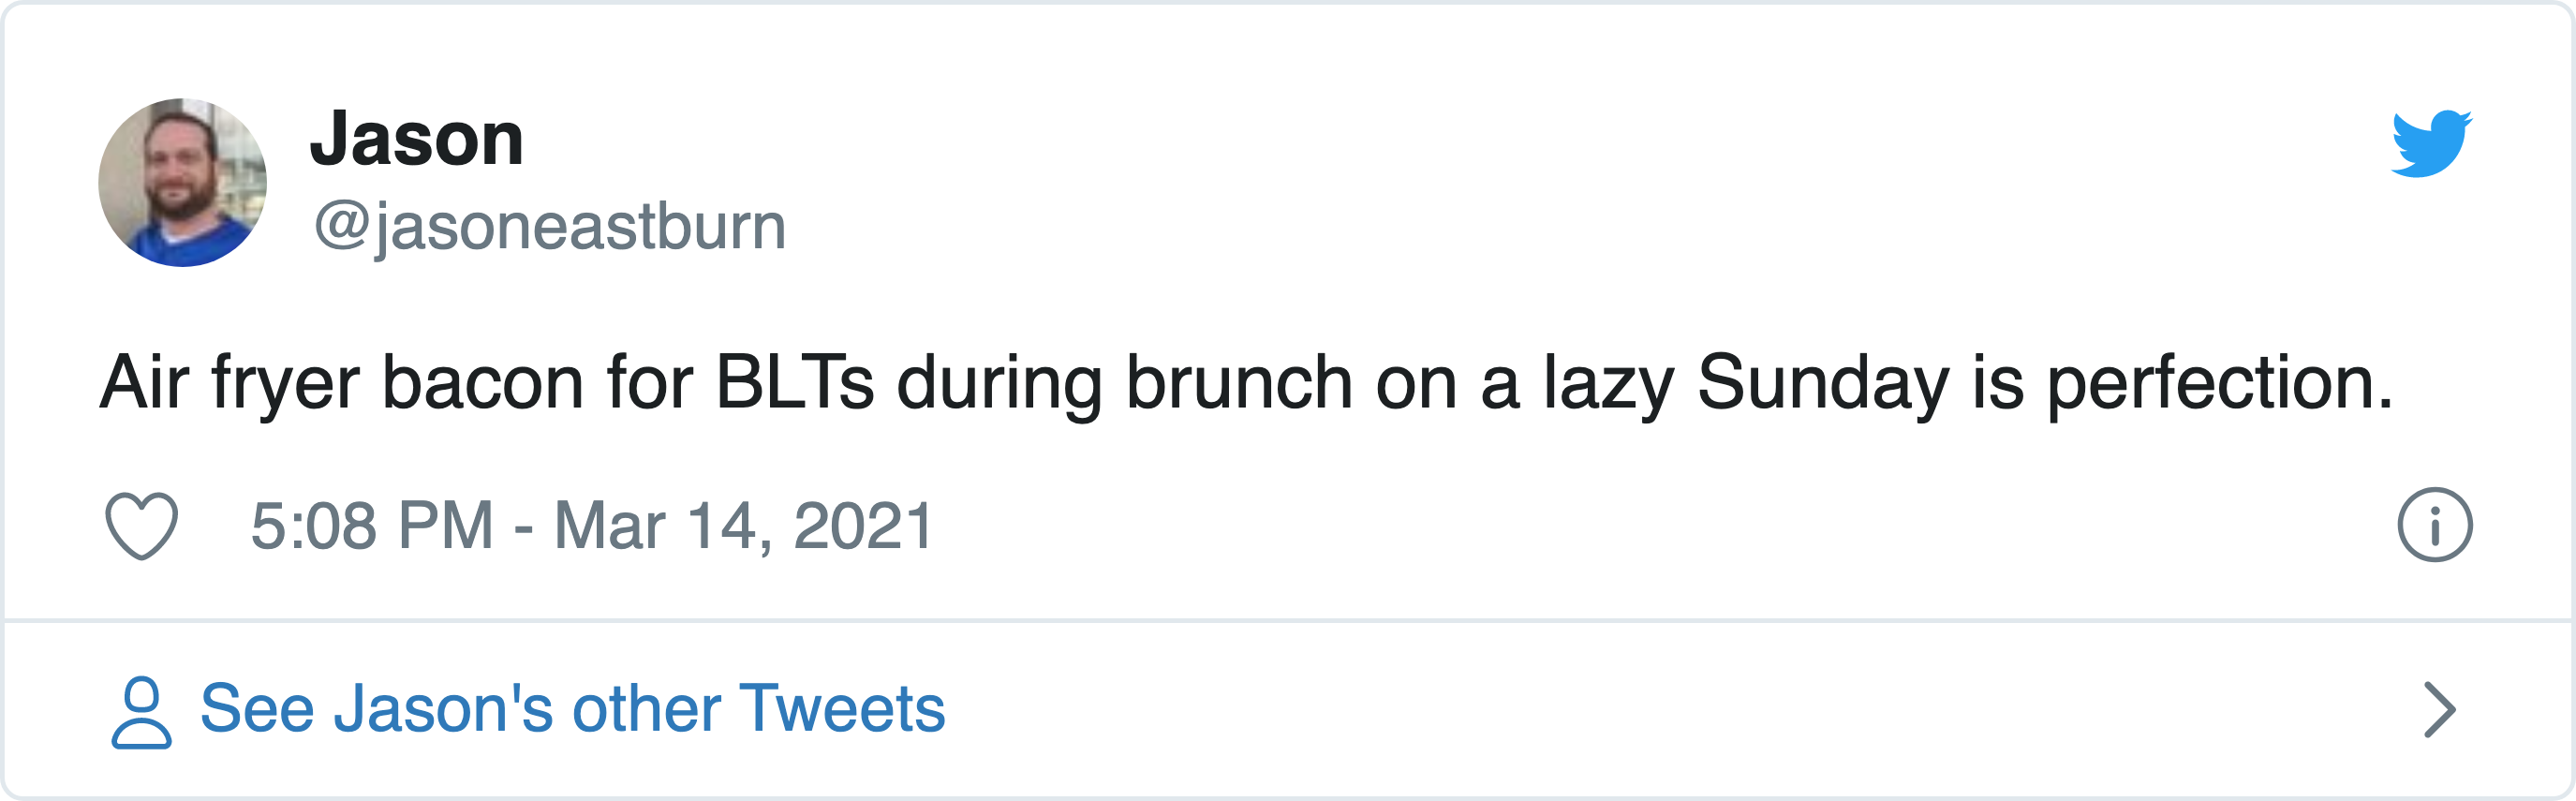 Jason
@jasoneastburn
Air fryer bacon for BLTs during brunch on a lazy Sunday is perfection.
5:08 PM - Mar 14, 2021
See Jason's other Tweets